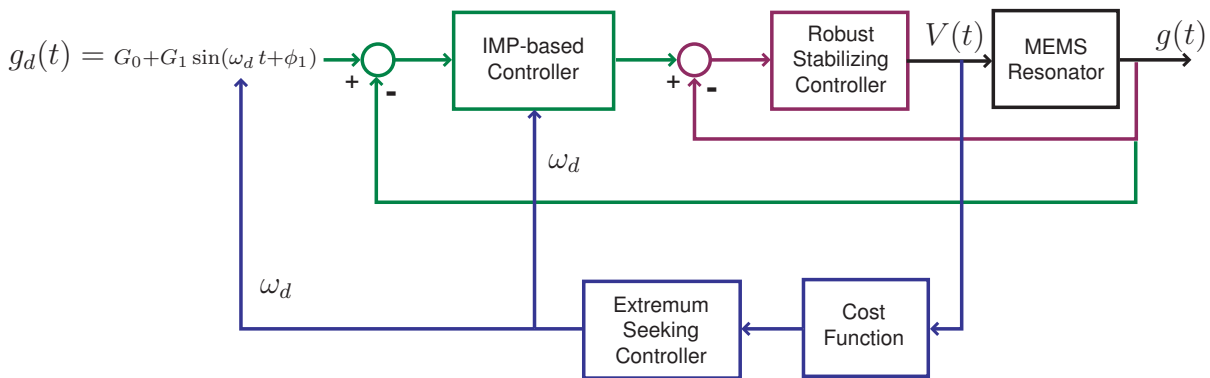 g_d(t) = G_0+G_1 sin(ω_d t+ϕ_1)
+
-
IMP-based
Controller
+
-
Robust
Stabilizing
Controller
V(t)
MEMS
Resonator
g(t)
ω_d
ω_d
Extremum
Seeking
Controller
Cost
Function